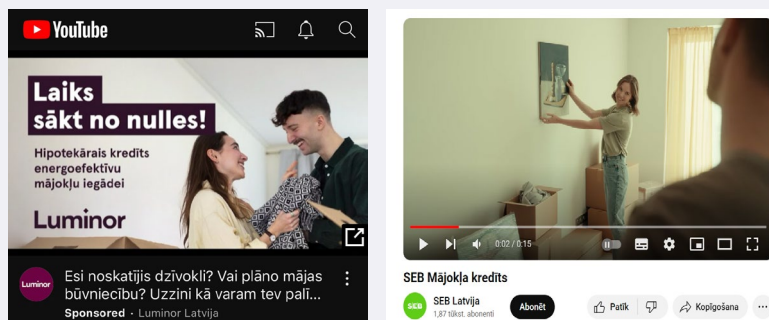 YouTube
Laiks
sākt no nulles!
Hipotekārais kredīts
energoefektīvu
mājokļu iegādei
Luminor
Luminor
Esi noskatījis dzīvokli? Vai plāno mājas
būvniecību? Uzzini kā varam tev palī...
Sponsored · Luminor Latvija
0:02 / 0:15
SEB Mājokļa kredīts
SEB
SEB Latvija
1,87 tūkst. abonenti
Abonēt
Patīk
Kopīgošana